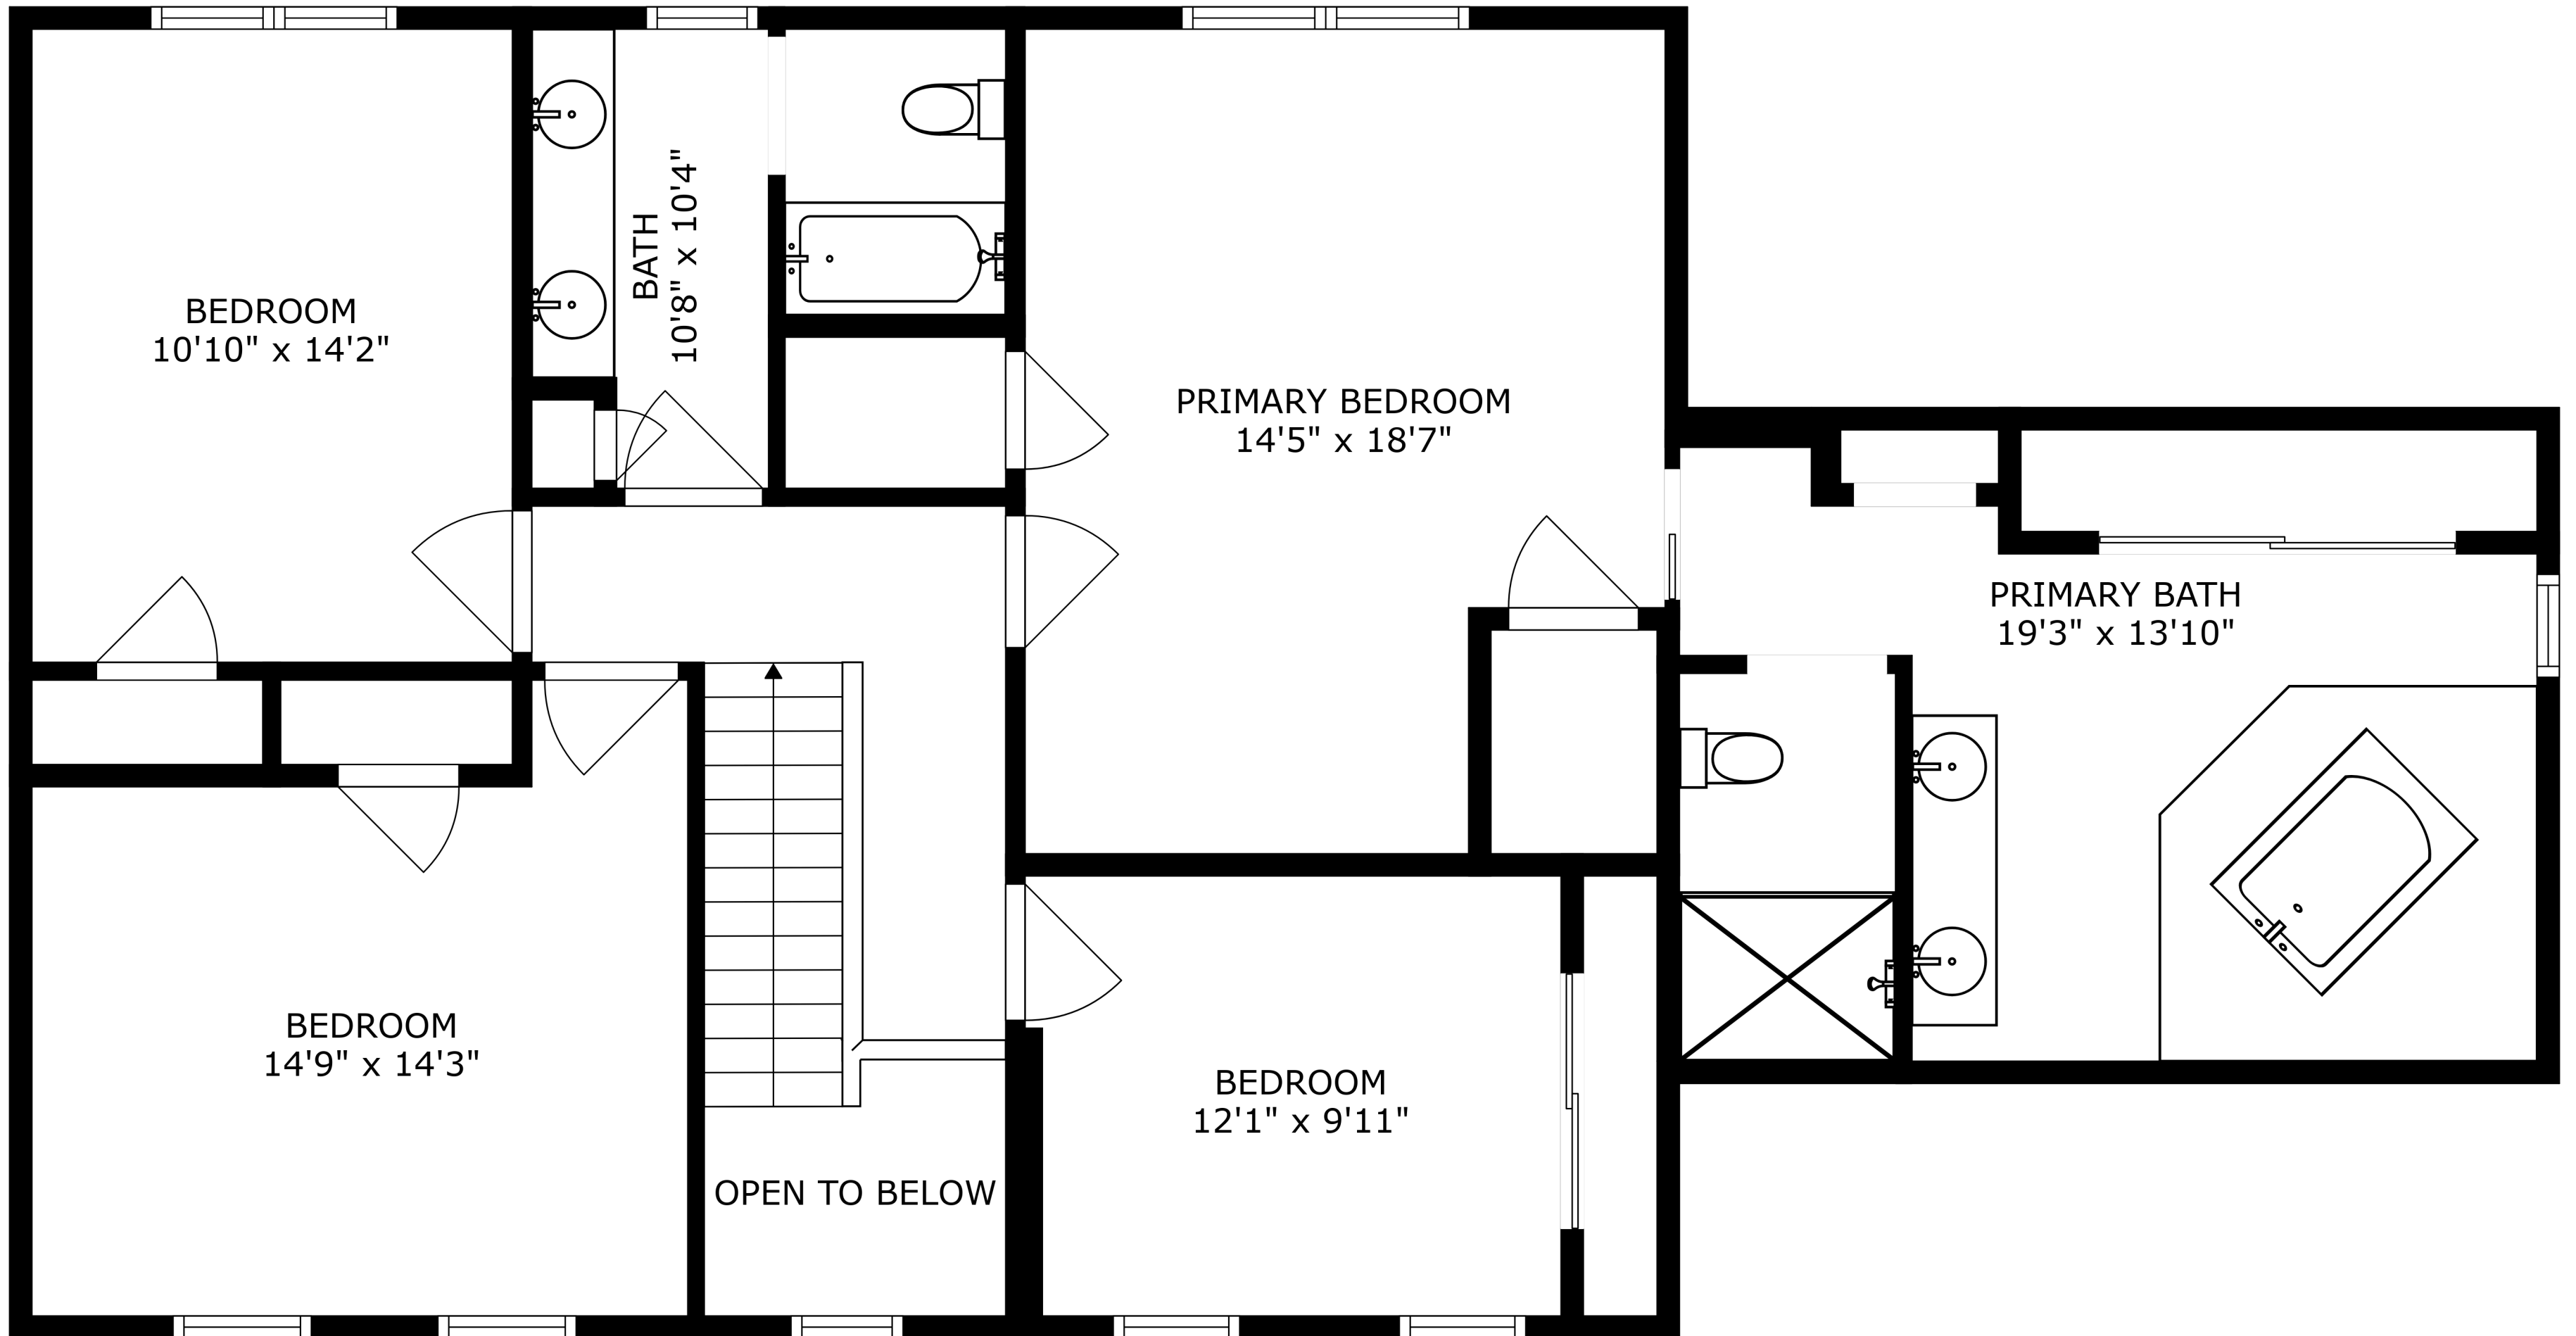 BEDROOM
10'10" x 14'2"
BATH
10'8" x 10'4"
PRIMARY BEDROOM
14'5" x 18'7"
PRIMARY BATH
19'3" x 13'10"
BEDROOM
14'9" x 14'3"
BEDROOM
12'1" x 9'11"
OPEN TO BELOW